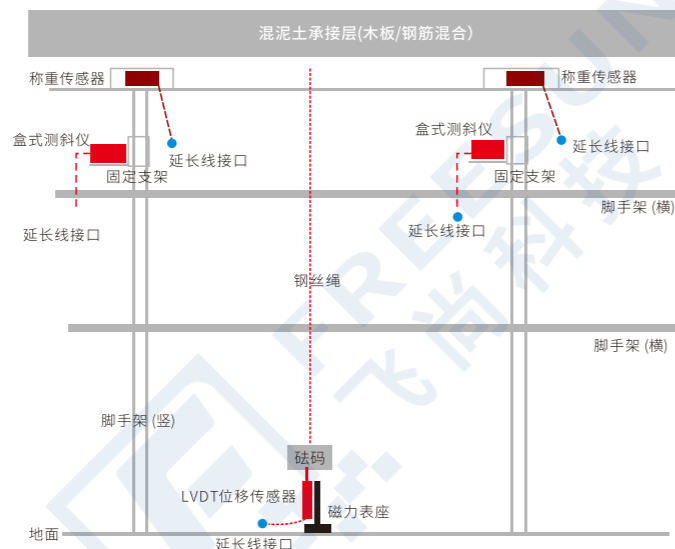 混泥土承接层(木板/钢筋混合）
称重传感器
称重传感器
盒式测斜仪
盒式测斜仪
延长线接口
延长线接口
固定支架
固定支架
脚手架 (横)
延长线接口
延长线接口
钢丝绳
脚手架 (横)
脚手架 (竖)
砝码
LVDT位移传感器
磁力表座
地面
延长线接口
FREESUN
飞尚科技